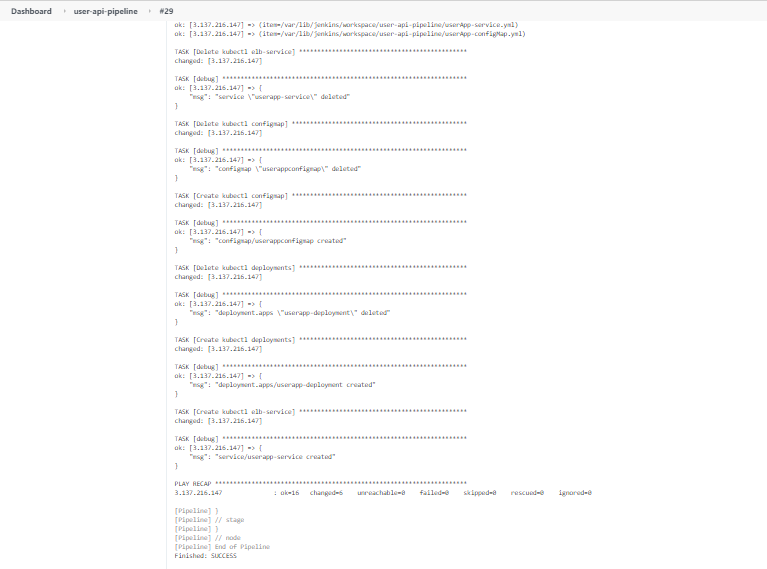 Dashboard › user-api-pipeline › #29
ok: [3.137.216.147] => (item=/var/lib/jenkins/workspace/user-api-pipeline/userApp-service.yml)
ok: [3.137.216.147] => (item=/var/lib/jenkins/workspace/user-api-pipeline/userApp-configMap.yml)
TASK [Delete kubectl elb-service] **********************************************
changed: [3.137.216.147]
TASK [debug] *******************************************************************
ok: [3.137.216.147] => {
"msg": "service \"userapp-service\" deleted"
}
TASK [Delete kubectl configmap] ************************************************
changed: [3.137.216.147]
TASK [debug] *******************************************************************
ok: [3.137.216.147] => {
"msg": "configmap \"userappconfigmap\" deleted"
}
TASK [Create kubectl configmap] ************************************************
changed: [3.137.216.147]
TASK [debug] *******************************************************************
ok: [3.137.216.147] => {
"msg": "configmap/userappconfigmap created"
}
TASK [Delete kubectl deployments] **********************************************
changed: [3.137.216.147]
TASK [debug] *******************************************************************
ok: [3.137.216.147] => {
"msg": "deployment.apps \"userapp-deployment\" deleted"
}
TASK [Create kubectl deployments] **********************************************
changed: [3.137.216.147]
TASK [debug] *******************************************************************
ok: [3.137.216.147] => {
"msg": "deployment.apps/userapp-deployment created"
}
TASK [Create kubectl elb-service] **********************************************
changed: [3.137.216.147]
TASK [debug] *******************************************************************
ok: [3.137.216.147] => {
"msg": "service/userapp-service created"
}
PLAY RECAP *********************************************************************
3.137.216.147 : ok=16 changed=6 unreachable=0 failed=0 skipped=0 rescued=0 ignored=0
[Pipeline] }
[Pipeline] // stage
[Pipeline] }
[Pipeline] // node
[Pipeline] End of Pipeline
Finished: SUCCESS